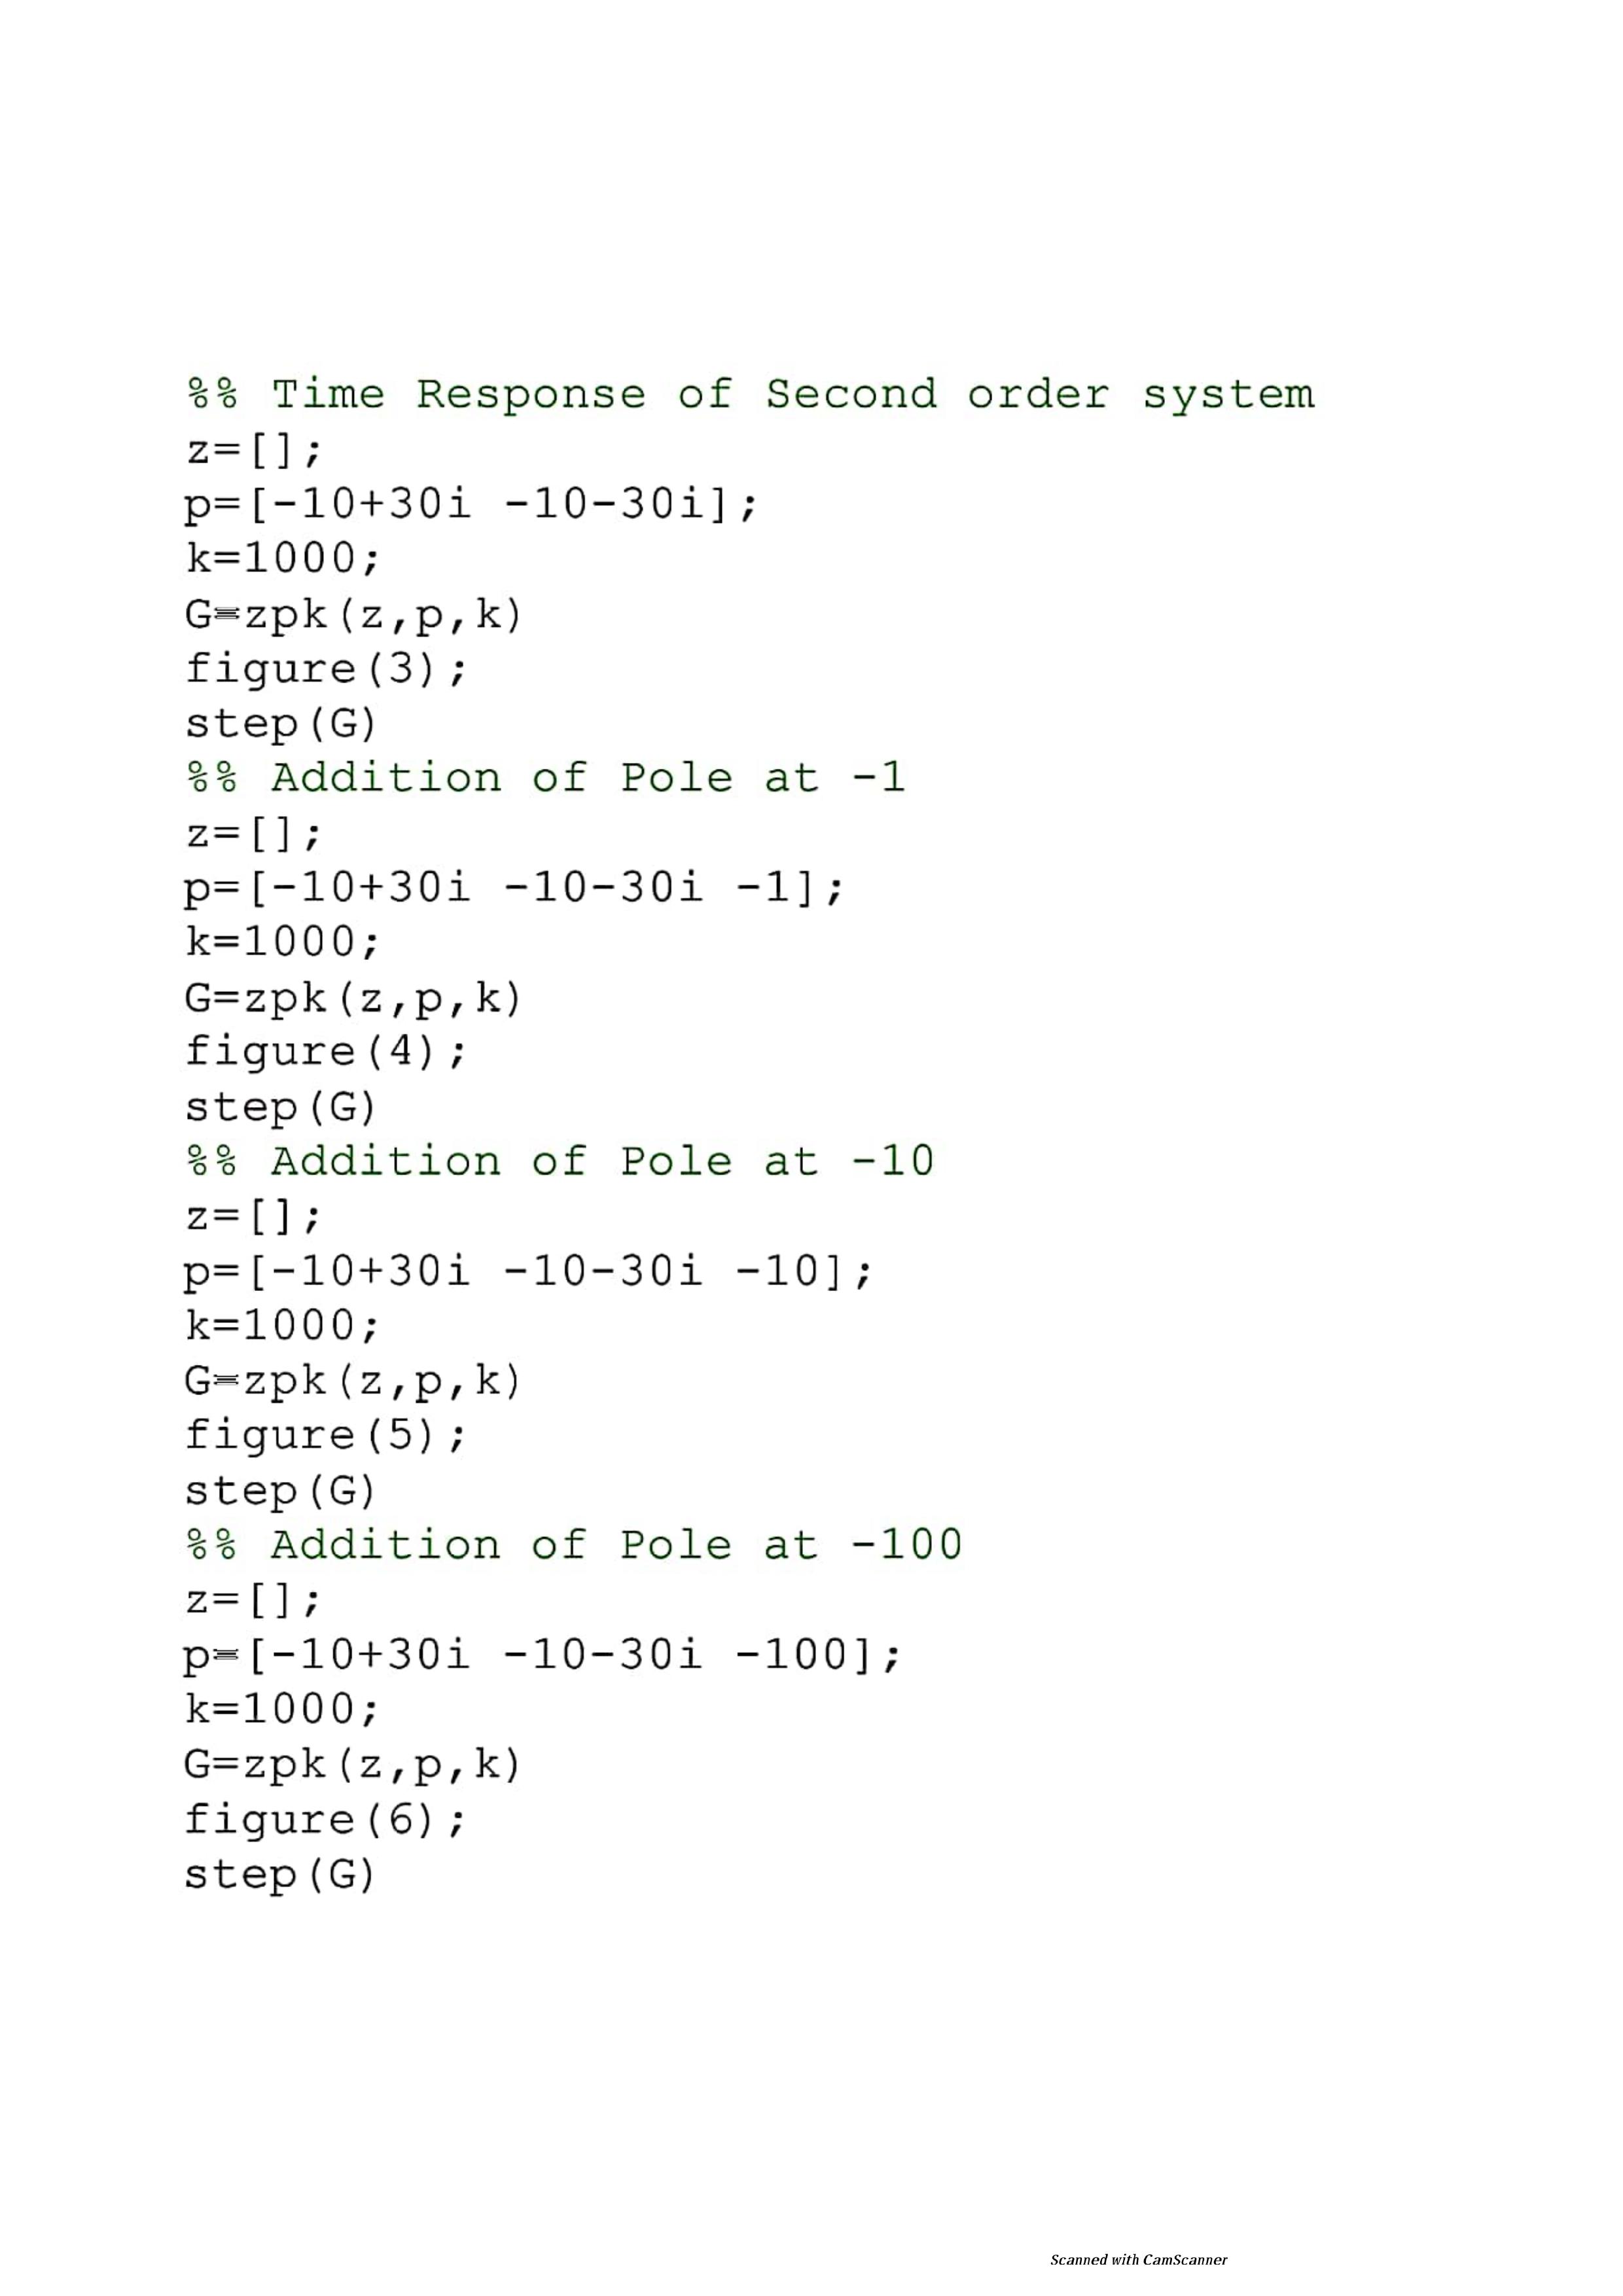 %% Time Response of Second order system
z=[];
p=[-10+30i -10-30i];
k=1000;
G=zpk(z,p,k)
figure(3);
step(G)
%% Addition of Pole at -1
z=[];
p=[-10+30i -10-30i -1];
k=1000;
G=zpk(z,p,k)
figure(4);
step(G)
%% Addition of Pole at -10
z=[];
p=[-10+30i -10-30i -10];
k=1000;
G=zpk(z,p,k)
figure(5);
step(G)
%% Addition of Pole at -100
z=[];
p=[-10+30i -10-30i -100];
k=1000;
G=zpk(z,p,k)
figure(6);
step(G)
Scanned with CamScanner